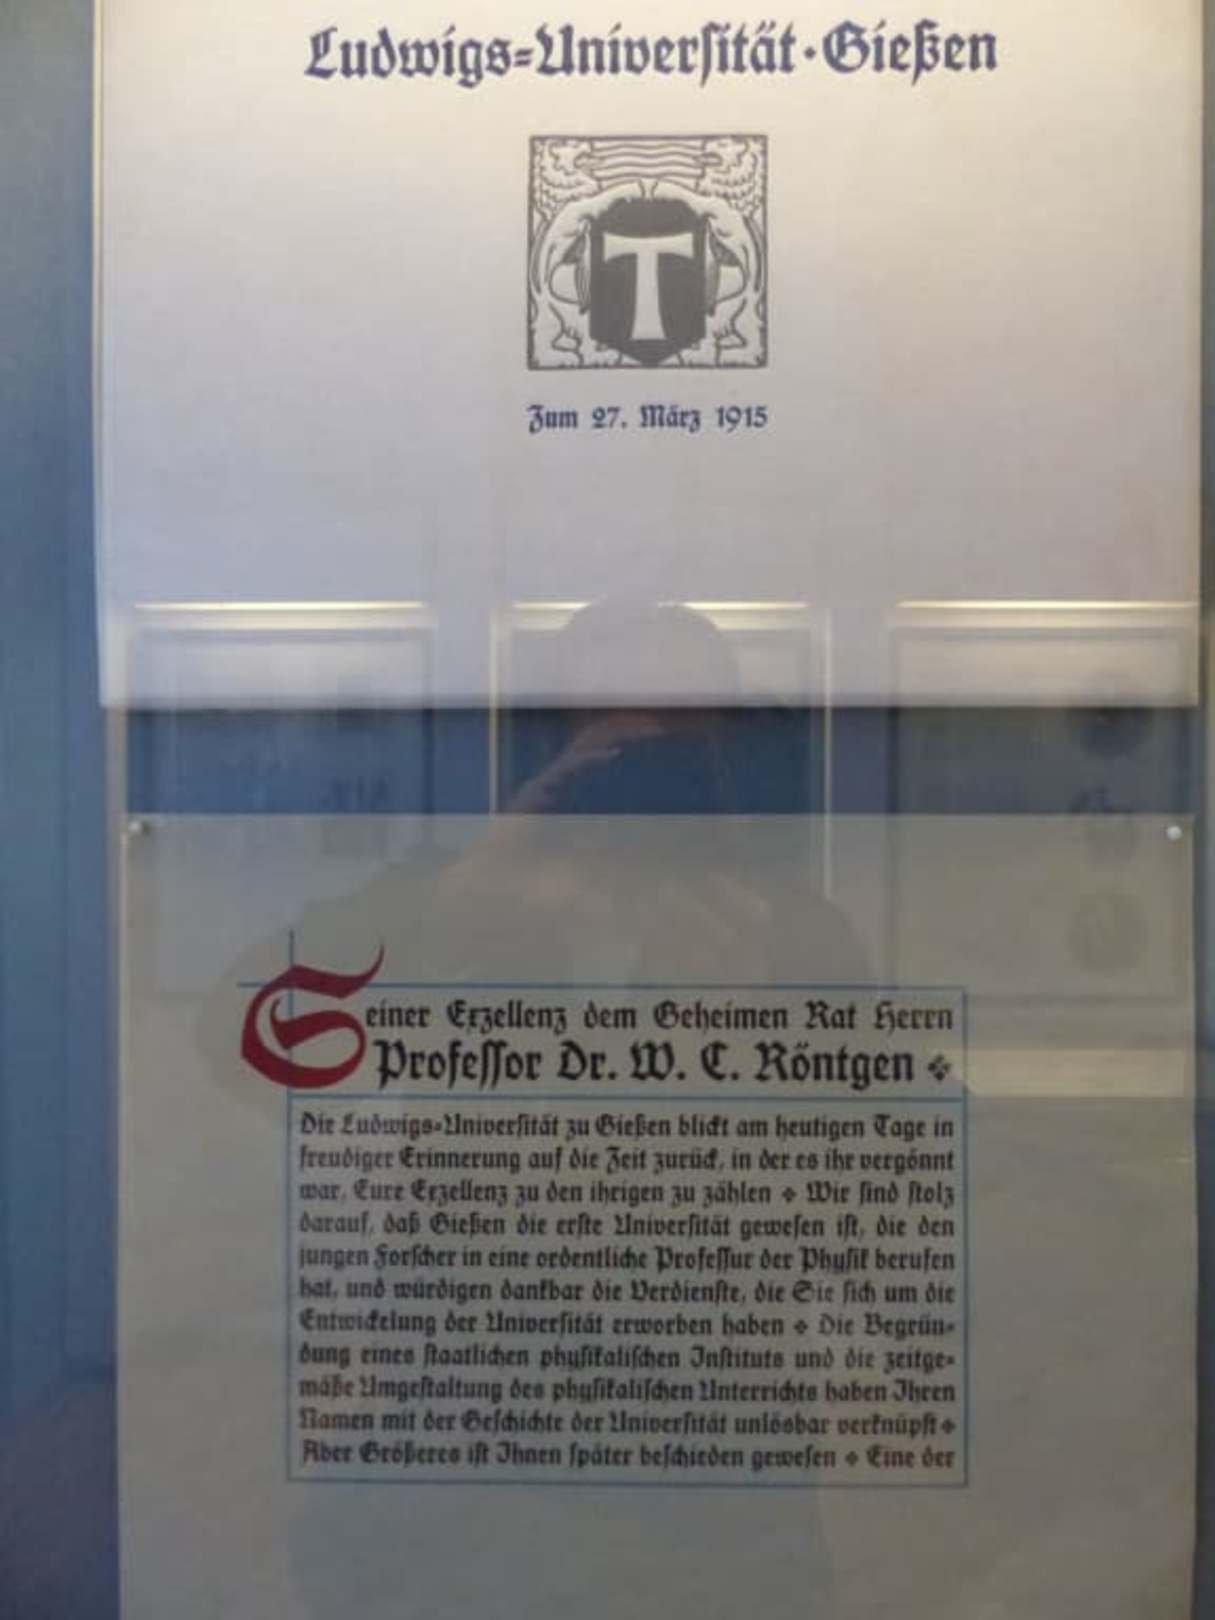 Ludwigs-Universität · Gießen
T
Zum 27. März 1915
Seiner Exzellenz dem Geheimen Rat Herrn
Professor Dr. W. C. Röntgen
Die Ludwigs-Universität zu Gießen blickt am heutigen Tage in
freudiger Erinnerung auf die Zeit zurück, in der es ihr vergönnt
war, Eure Exzellenz zu den ihrigen zu zählen Wir sind stolz
darauf, daß Gießen die erste Universität gewesen ist, die den
jungen Forscher in eine ordentliche Professur der Physik berufen
hat, und würdigen dankbar die Verdienste, die Sie sich um die
Entwickelung der Universität erworben haben Die Begrün-
dung eines staatlichen physikalischen Instituts und die zeitge-
mäße Umgestaltung des physikalischen Unterrichts haben Ihren
Namen mit der Geschichte der Universität unlösbar verknüpft
Aber Größeres ist Ihnen später beschieden gewesen Eine der